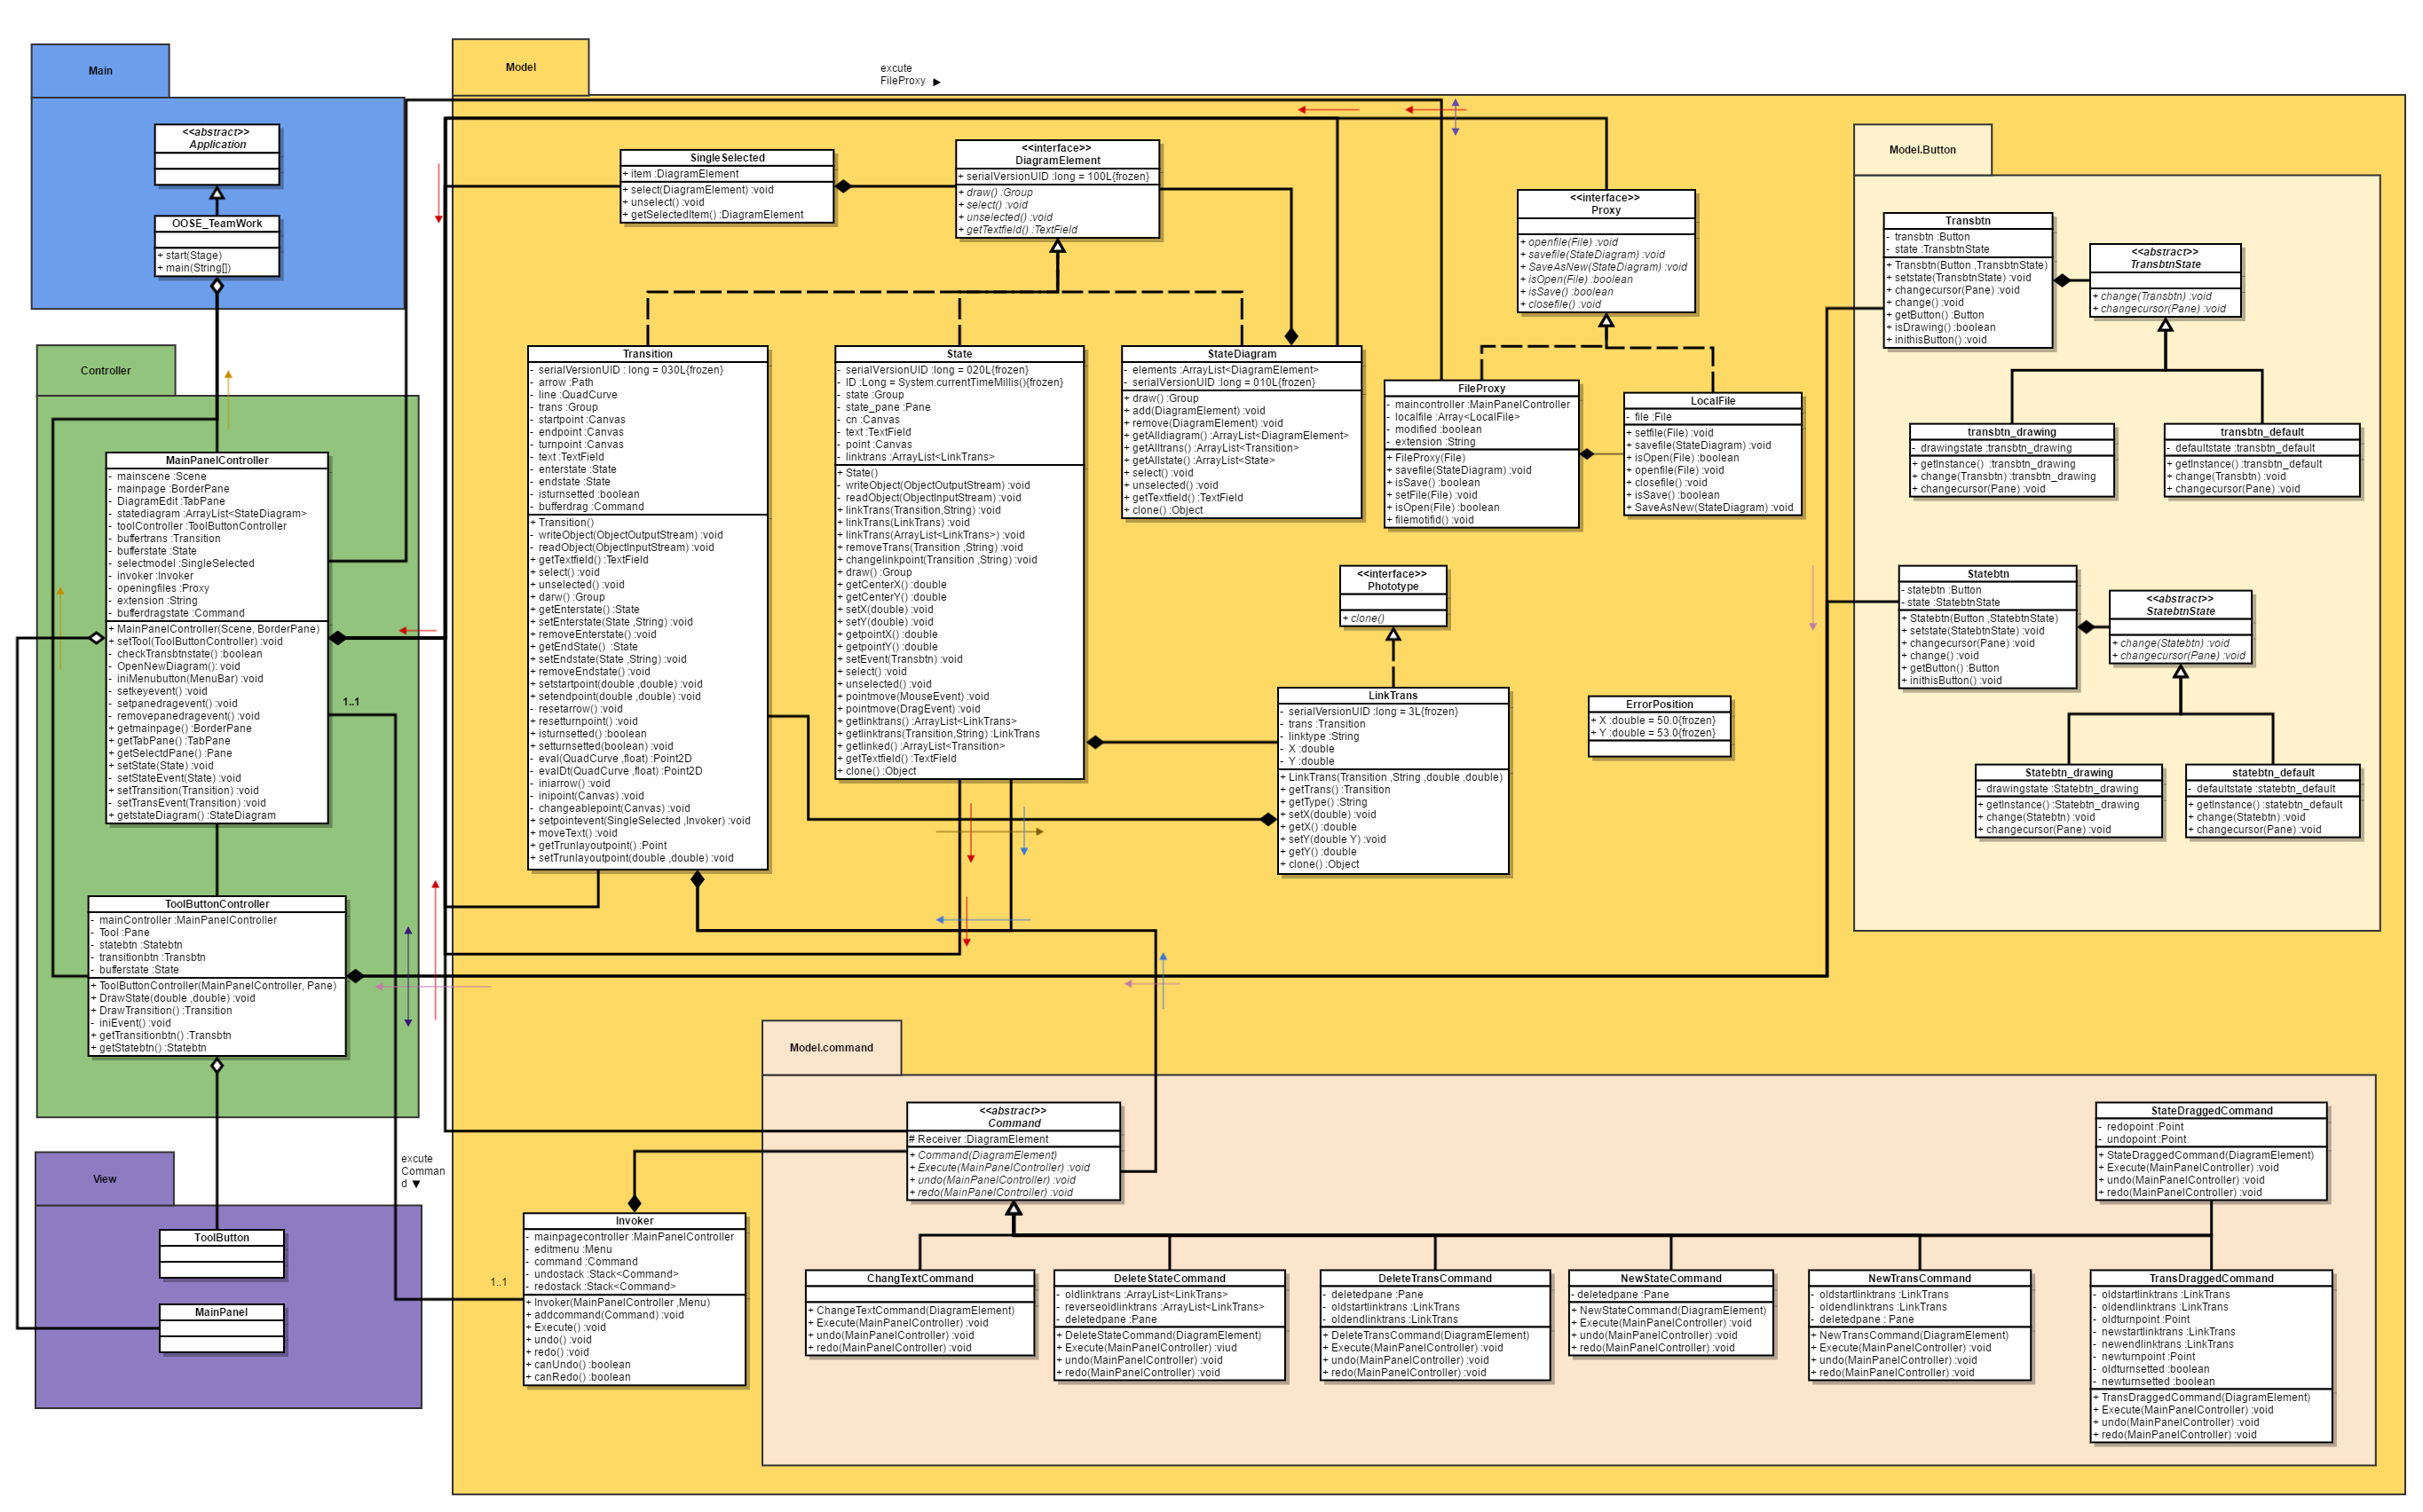 Main
<<abstract>>
Application
OOSE_TeamWork
+ start(Stage)
+ main(String[])
Controller
MainPanelController
- mainscene :Scene
- mainpage :BorderPane
- DiagramEdit :TabPane
- statediagram :ArrayList<StateDiagram>
- toolController :ToolButtonController
- buffertrans :Transition
- bufferstate :State
- selectmodel :SingleSelected
- invoker :Invoker
- openingfiles :Proxy
- extension :String
- bufferdragstate :Command
+ MainPanelController(Scene, BorderPane)
+ setTool(ToolButtonController) :void
- checkTransbtnstate() :boolean
- OpenNewDiagram(): void
- iniMenubutton(MenuBar) :void
- setkeyevent() :void
- setpanedragevent() :void
- removepanedragevent() :void
+ getmainpage() :BorderPane
+ getTabPane() :TabPane
+ getSelectdPane() :Pane
+ setState(State) :void
- setStateEvent(State) :void
+ setTransition(Transition) :void
- setTransEvent(Transition) :void
+ getstateDiagram() :StateDiagram
1..1
ToolButtonController
- mainController :MainPanelController
- Tool :Pane
- statebtn :Statebtn
- transitionbtn :Transbtn
- bufferstate :State
+ ToolButtonController(MainPanelController, Pane)
+ DrawState(double ,double) :void
+ DrawTransition() :Transition
- iniEvent() :void
+ getTransitionbtn() :Transbtn
+ getStatebtn() :Statebtn
View
ToolButton
MainPanel
excute
Comman
d ▼
1..1
Model
excute
FileProxy ▶
SingleSelected
+ item :DiagramElement
+ select(DiagramElement) :void
+ unselect() :void
+ getSelectedItem() :DiagramElement
<<interface>>
DiagramElement
+ serialVersionUID :long = 100L{frozen}
+ draw() :Group
+ select() :void
+ unselected() :void
+ getTextfield() :TextField
<<interface>>
Proxy
+ openfile(File) :void
+ savefile(StateDiagram) :void
+ SaveAsNew(StateDiagram) :void
+ isOpen(File) :boolean
+ isSave() :boolean
+ closefile() :void
Transition
- serialVersionUID : long = 030L{frozen}
- arrow :Path
- line :QuadCurve
- trans :Group
- startpoint :Canvas
- endpoint :Canvas
- turnpoint :Canvas
- text :TextField
- enterstate :State
- endstate :State
- isturnsetted :boolean
- bufferdrag :Command
+ Transition()
- writeObject(ObjectOutputStream) :void
- readObject(ObjectInputStream) :void
+ getTextfield() :TextField
+ select() :void
+ unselected() :void
+ darw() :Group
+ getEnterstate() :State
+ setEnterstate(State ,String) :void
+ removeEnterstate() :void
+ getEndState() :State
+ setEndstate(State ,String) :void
+ removeEndstate() :void
+ setstartpoint(double ,double) :void
+ setendpoint(double ,double) :void
- resetarrow() :void
+ resetturnpoint() :void
+ isturnsetted() :boolean
+ setturnsetted(boolean) :void
- eval(QuadCurve ,float) :Point2D
- evalDt(QuadCurve ,float) :Point2D
- iniarrow() :void
- inipoint(Canvas) :void
- changeablepoint(Canvas) :void
+ setpointevent(SingleSelected ,Invoker) :void
+ moveText() :void
+ getTrunlayoutpoint() :Point
+ setTrunlayoutpoint(double ,double) :void
State
- serialVersionUID :long = 020L{frozen}
- ID :Long = System.currentTimeMillis(){frozen}
- state :Group
- state_pane :Pane
- cn :Canvas
- text :TextField
- point :Canvas
- linktrans :ArrayList<LinkTrans>
+ State()
- writeObject(ObjectOutputStream) :void
- readObject(ObjectInputStream) :void
+ linkTrans(Transition,String) :void
+ linkTrans(LinkTrans) :void
+ linkTrans(ArrayList<LinkTrans>) :void
+ removeTrans(Transition ,String) :void
+ changelinkpoint(Transition ,String) :void
+ draw() :Group
+ getCenterX() :double
+ getCenterY() :double
+ setX(double) :void
+ setY(double) :void
+ getpointX() :double
+ getpointY() :double
+ setEvent(Transbtn) :void
+ select() :void
+ unselected() :void
+ pointmove(MouseEvent) :void
+ pointmove(DragEvent) :void
+ getlinktrans() :ArrayList<LinkTrans>
+ getlinktrans(Transition,String) :LinkTrans
+ getlinked() :ArrayList<Transition>
+ getTextfield() :TextField
+ clone() :Object
StateDiagram
- elements :ArrayList<DiagramElement>
- serialVersionUID :long = 010L{frozen}
+ draw() :Group
+ add(DiagramElement) :void
+ remove(DiagramElement) :void
+ getAlldiagram() :ArrayList<DiagramElement>
+ getAlltrans() :ArrayList<Transition>
+ getAllstate() :ArrayList<State>
+ select() :void
+ unselected() :void
+ getTextfield() :TextField
+ clone() :Object
FileProxy
- maincontroller :MainPanelController
- localfile :Array<LocalFile>
- modified :boolean
- extension :String
+ FileProxy(File)
+ savefile(StateDiagram) :void
+ isSave() :boolean
+ setFile(File) :void
+ isOpen(File) :boolean
+ filemotifid() :void
LocalFile
- file :File
+ setfile(File) :void
+ savefile(StateDiagram) :void
+ isOpen(File) :boolean
+ openfile(File) :void
+ closefile() :void
+ isSave() :boolean
+ SaveAsNew(StateDiagram) :void
<<interface>>
Phototype
+ clone()
LinkTrans
- serialVersionUID :long = 3L{frozen}
- trans :Transition
- linktype :String
- X :double
- Y :double
+ LinkTrans(Transition ,String ,double ,double)
+ getTrans() :Transition
+ getType() :String
+ setX(double) :void
+ getX() :double
+ setY(double Y) :void
+ getY() :double
+ clone() :Object
ErrorPosition
+ X :double = 50.0{frozen}
+ Y :double = 53.0{frozen}
Model.Button
Transbtn
- transbtn :Button
- state :TransbtnState
+ Transbtn(Button ,TransbtnState)
+ setstate(TransbtnState) :void
+ changecursor(Pane) :void
+ change() :void
+ getButton() :Button
+ isDrawing() :boolean
+ inithisButton() :void
<<abstract>>
TransbtnState
+ change(Transbtn) :void
+ changecursor(Pane) :void
transbtn_drawing
- drawingstate :transbtn_drawing
+ getInstance() :transbtn_drawing
+ change(Transbtn) :transbtn_drawing
+ changecursor(Pane) :void
transbtn_default
- defaultstate :transbtn_default
+ getInstance() :transbtn_default
+ change(Transbtn) :void
+ changecursor(Pane) :void
Statebtn
- statebtn :Button
- state :StatebtnState
+ Statebtn(Button ,StatebtnState)
+ setstate(StatebtnState) :void
+ changecursor(Pane) :void
+ change() :void
+ getButton() :Button
+ inithisButton() :void
<<abstract>>
StatebtnState
+ change(Statebtn) :void
+ changecursor(Pane) :void
Statebtn_drawing
- drawingstate :Statebtn_drawing
+ getInstance() :Statebtn_drawing
+ change(Statebtn) :void
+ changecursor(Pane) :void
statebtn_default
- defaultstate :statebtn_default
+ getInstance() :statebtn_default
+ change(Statebtn) :void
+ changecursor(Pane) :void
Invoker
- mainpagecontroller :MainPanelController
- editmenu :Menu
- command :Command
- undostack :Stack<Command>
- redostack :Stack<Command>
+ Invoker(MainPanelController ,Menu)
+ addcommand(Command) :void
+ Execute() :void
+ undo() :void
+ redo() :void
+ canUndo() :boolean
+ canRedo() :boolean
Model.command
<<abstract>>
Command
# Receiver :DiagramElement
+ Command(DiagramElement)
+ Execute(MainPanelController) :void
+ undo(MainPanelController) :void
+ redo(MainPanelController) :void
StateDraggedCommand
- redopoint :Point
- undopoint :Point
+ StateDraggedCommand(DiagramElement)
+ Execute(MainPanelController) :void
+ undo(MainPanelController) :void
+ redo(MainPanelController) :void
ChangTextCommand
+ ChangeTextCommand(DiagramElement)
+ Execute(MainPanelController) :void
+ undo(MainPanelController) :void
+ redo(MainPanelController) :void
DeleteStateCommand
- oldlinktrans :ArrayList<LinkTrans>
- reverseoldlinktrans :ArrayList<LinkTrans>
- deletedpane :Pane
+ DeleteStateCommand(DiagramElement)
+ Execute(MainPanelController) :viud
+ undo(MainPanelController) :void
+ redo(MainPanelController) :void
DeleteTransCommand
- deletedpane :Pane
- oldstartlinktrans :LinkTrans
- oldendlinktrans :LinkTrans
+ DeleteTransCommand(DiagramElement)
+ Execute(MainPanelController) :void
+ undo(MainPanelController) :void
+ redo(MainPanelController) :void
NewStateCommand
- deletedpane :Pane
+ NewStateCommand(DiagramElement)
+ Execute(MainPanelController) :void
+ undo(MainPanelController) :void
+ redo(MainPanelController) :void
NewTransCommand
- oldstartlinktrans :LinkTrans
- oldendlinktrans :LinkTrans
- deletedpane : Pane
+ NewTransCommand(DiagramElement)
+ Execute(MainPanelController) :void
+ undo(MainPanelController) :void
+ redo(MainPanelController) :void
TransDraggedCommand
- oldstartlinktrans :LinkTrans
- oldendlinktrans :LinkTrans
- oldturnpoint :Point
- newstartlinktrans :LinkTrans
- newendlinktrans :LinkTrans
- newturnpoint :Point
- oldturnsetted :boolean
- newturnsetted :boolean
+ TransDraggedCommand(DiagramElement)
+ Execute(MainPanelController) :void
+ undo(MainPanelController) :void
+ redo(MainPanelController) :void